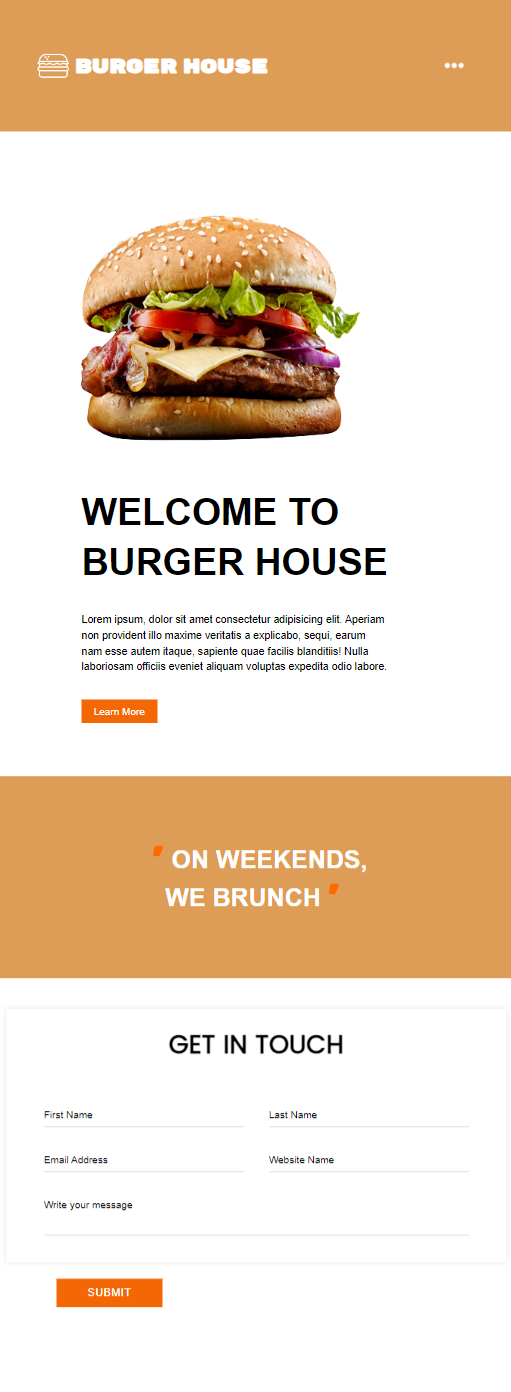 BURGER HOUSE
WELCOME TO
BURGER HOUSE
Lorem ipsum, dolor sit amet consectetur adipisicing elit. Aperiam
non provident illo maxime veritatis a explicabo, sequi, earum
nam esse autem itaque, sapiente quae facilis blanditiis! Nulla
laboriosam officiis eveniet aliquam voluptas expedita odio labore.
Learn More
" ON WEEKENDS,
WE BRUNCH "
GET IN TOUCH
First Name
Last Name
Email Address
Website Name
Write your message
SUBMIT